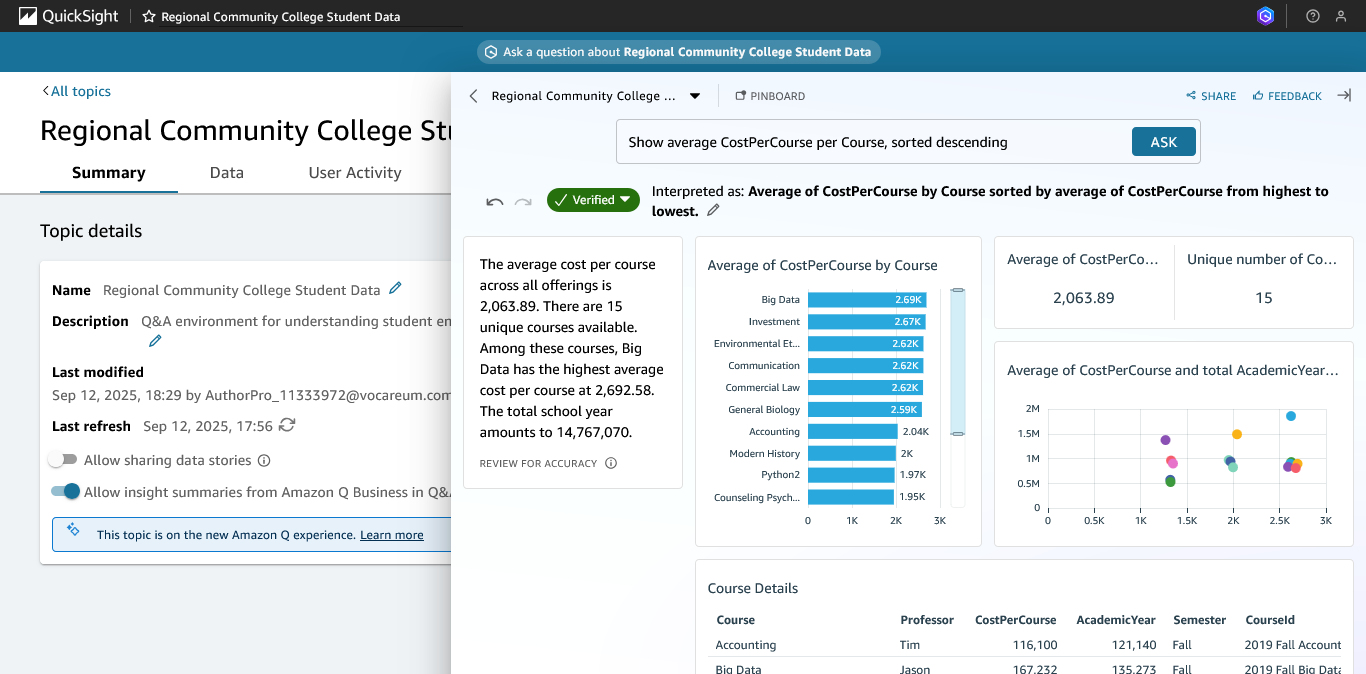 QuickSight
Regional Community College Student Data
Ask a question about Regional Community College Student Data
All topics
Regional Community College Stu
Summary
Data
User Activity
Topic details
Name Regional Community College Student Data
Description Q&A environment for understanding student en
Last modified
Sep 12, 2025, 18:29 by AuthorPro_11333972@vocareum.com
Last refresh Sep 12, 2025, 17:56
Allow sharing data stories
Allow insight summaries from Amazon Q Business in Q&A
This topic is on the new Amazon Q experience. Learn more
Regional Community College ...
PINBOARD
SHARE
FEEDBACK
Show average CostPerCourse per Course, sorted descending
ASK
Verified
Interpreted as: Average of CostPerCourse by Course sorted by average of CostPerCourse from highest to
lowest.
The average cost per course
across all offerings is
2,063.89. There are 15
unique courses available.
Among these courses, Big
Data has the highest average
cost per course at 2,692.58.
The total school year
amounts to 14,767,070.
REVIEW FOR ACCURACY
Average of CostPerCourse by Course
Big Data 2.69K
Investment 2.67K
Environmental Et... 2.62K
Communication 2.62K
Commercial Law 2.62K
General Biology 2.59K
Accounting 2.04K
Modern History 2K
Python2 1.97K
Counseling Psych... 1.95K
0 1K 2K 3K
Average of CostPerCo...
2,063.89
Unique number of Co...
15
Average of CostPerCourse and total AcademicYear...
2M
1.5M
1M
0.5M
0
0 0.5K 1K 1.5K 2K 2.5K 3K
Course Details
Course Professor CostPerCourse AcademicYear Semester CourseId
Accounting Tim 116,100 121,140 Fall 2019 Fall Account
Big Data Jason 167,232 135,273 Fall 2019 Fall Big Data